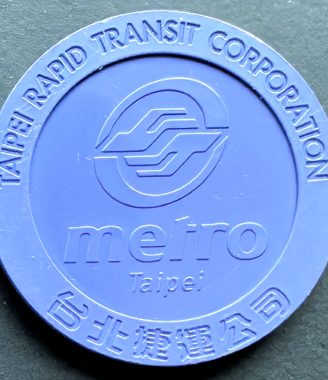 TAIPEI RAPID TRANSIT CORPORATION
metro
Taipei
台北捷運公司